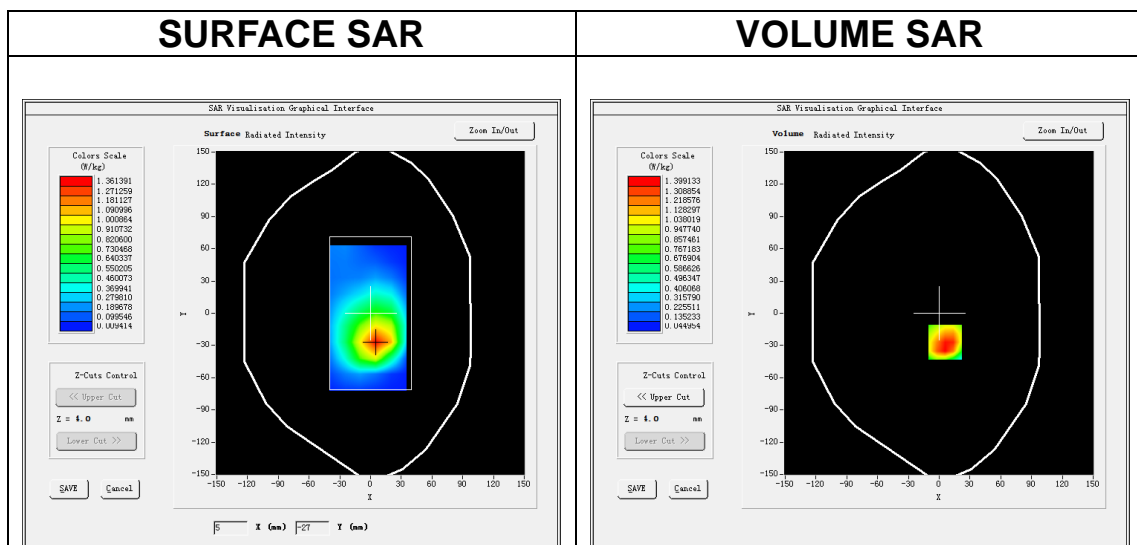 SURFACE SAR
VOLUME SAR
SAR Visualisation Graphical Interface
Surface Radiated Intensity
Zoom In/Out
Colors Scale
(W/kg)
1.361391
1.271259
1.181127
1.090996
1.000864
0.910732
0.820600
0.730468
0.640337
0.550205
0.460073
0.369941
0.279810
0.189678
0.099546
0.009414
150
120
90
60
30
0
-30
-60
-90
-120
-150
Y
-150 -120 -90 -60 -30 0 30 60 90 120 150
X
Z-Cuts Control
<< Upper Cut
Z = 4.0 mm
Lower Cut >>
SAVE Cancel
5 X (mm) -27 Y (mm)
SAR Visualisation Graphical Interface
Volume Radiated Intensity
Zoom In/Out
Colors Scale
(W/kg)
1.399133
1.308854
1.218576
1.128297
1.038019
0.947740
0.857461
0.767183
0.676904
0.586626
0.496347
0.406068
0.315790
0.225511
0.135233
0.044954
150
120
90
60
30
0
-30
-60
-90
-120
-150
Y
-150 -120 -90 -60 -30 0 30 60 90 120 150
X
Z-Cuts Control
<< Upper Cut
Z = 4.0 mm
Lower Cut >>
SAVE Cancel